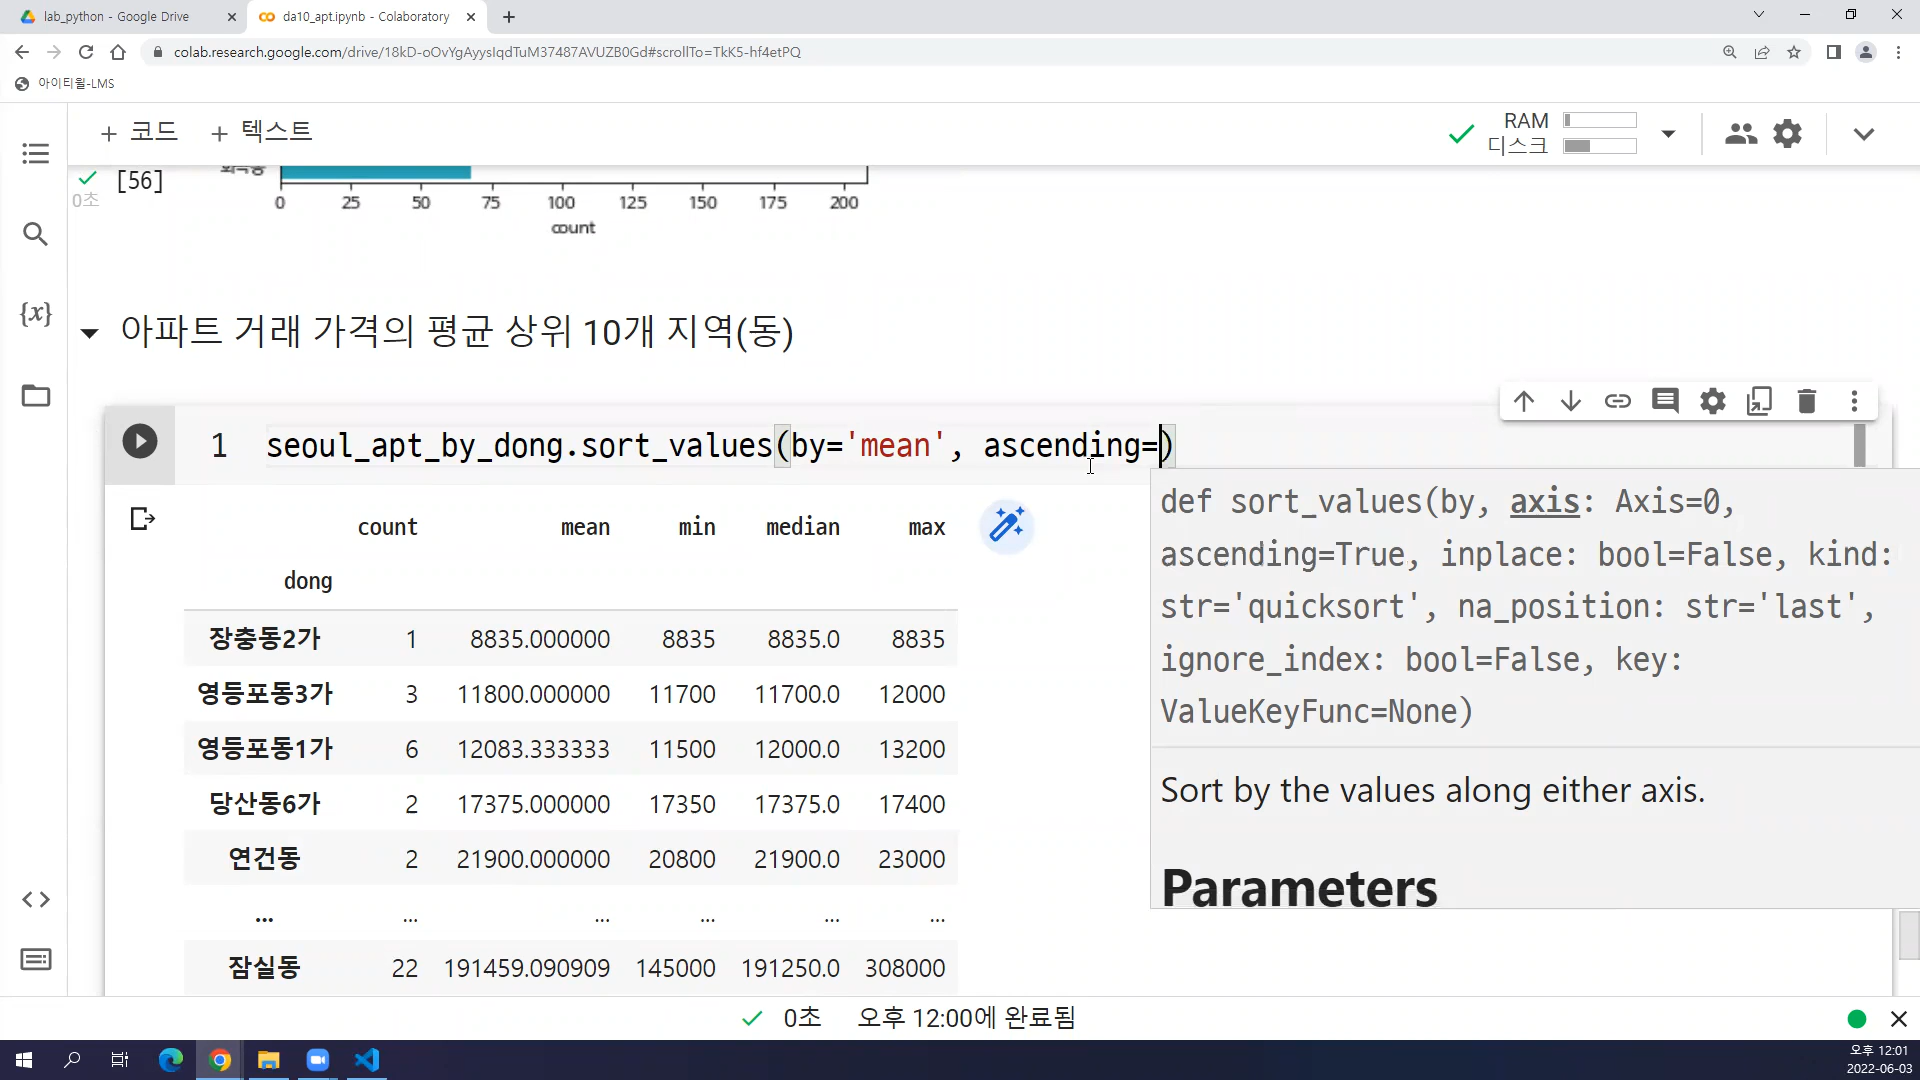 lab_python - Google Drive
da10_apt.ipynb - Colaboratory
colab.research.google.com/drive/18kD-oOvYgAyysIqdTuM37487AVUZB0Gd#scrollTo=TkK5-hf4etPQ
아이티윌-LMS
+ 코드 + 텍스트
RAM
디스크
[56]
0초
0 25 50 75 100 125 150 175 200
count
{x}
아파트 거래 가격의 평균 상위 10개 지역(동)
1 seoul_apt_by_dong.sort_values(by='mean', ascending=)
def sort_values(by, axis: Axis=0,
ascending=True, inplace: bool=False, kind:
str='quicksort', na_position: str='last',
ignore_index: bool=False, key:
ValueKeyFunc=None)
Sort by the values along either axis.
Parameters
count mean min median max
dong
장충동2가 1 8835.000000 8835 8835.0 8835
영등포동3가 3 11800.000000 11700 11700.0 12000
영등포동1가 6 12083.333333 11500 12000.0 13200
당산동6가 2 17375.000000 17350 17375.0 17400
연건동 2 21900.000000 20800 21900.0 23000
... ... ... ... ... ...
잠실동 22 191459.090909 145000 191250.0 308000
0초 오후 12:00에 완료됨
오후 12:01
2022-06-03